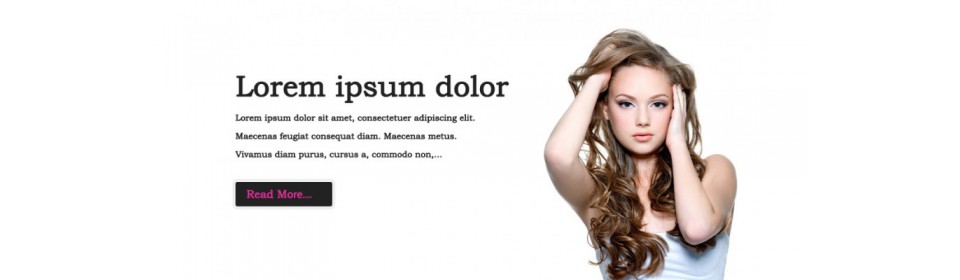 Lorem ipsum dolor
Lorem ipsum dolor sit amet, consectetuer adipiscing elit.
Maecenas feugiat consequat diam. Maecenas metus.
Vivamus diam purus, cursus a, commodo non,...
Read More....